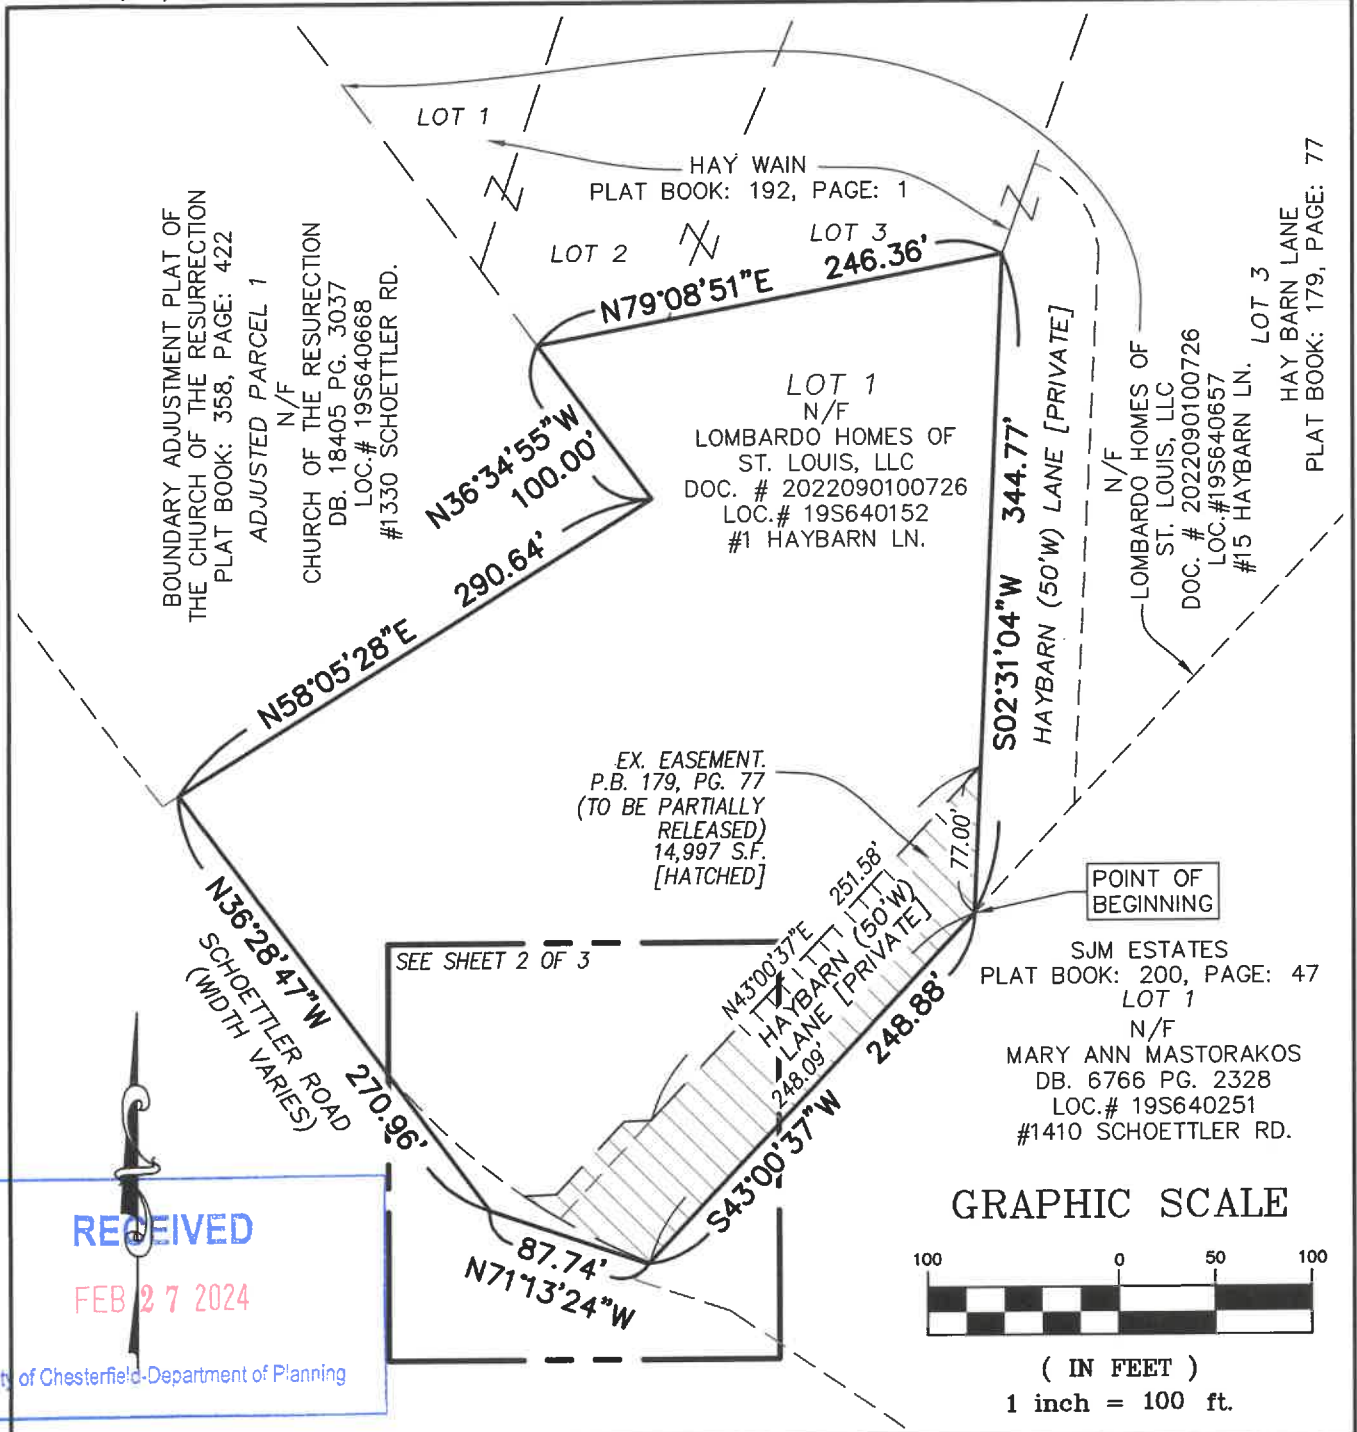 LOT 1
HAY WAIN
PLAT BOOK: 192, PAGE: 1
LOT 2
LOT 3
N79°08'51"E
246.36'
BOUNDARY ADJUSTMENT PLAT OF
THE CHURCH OF THE RESURRECTION
PLAT BOOK: 358, PAGE: 422
ADJUSTED PARCEL 1
N/F
CHURCH OF THE RESURECTION
DB. 18405 PG. 3037
LOC.# 19S640668
#1330 SCHOETTLER RD.
N36°34'55"W
100.00'
LOT 1
N/F
LOMBARDO HOMES OF
ST. LOUIS, LLC
DOC. # 2022090100726
LOC.# 19S640152
#1 HAYBARN LN.
S02°31'04"W 344.77'
HAYBARN (50'W) LANE [PRIVATE]
N/F
LOMBARDO HOMES OF
ST. LOUIS, LLC
DOC. # 2022090100726
LOC.#19S640657
#15 HAYBARN LN.
LOT 3
HAY BARN LANE
PLAT BOOK: 179, PAGE: 77
N58°05'28"E
290.64'
EX. EASEMENT.
P.B. 179, PG. 77
(TO BE PARTIALLY
RELEASED)
14,997 S.F.
[HATCHED]
77.00'
N43°00'37"E
251.58'
HAYBARN (50'W)
LANE [PRIVATE]
248.09'
S43°00'37"W
248.88'
POINT OF
BEGINNING
SJM ESTATES
PLAT BOOK: 200, PAGE: 47
LOT 1
N/F
MARY ANN MASTORAKOS
DB. 6766 PG. 2328
LOC.# 19S640251
#1410 SCHOETTLER RD.
N36°28'47"W
270.96'
SCHOETTLER ROAD
(WIDTH VARIES)
SEE SHEET 2 OF 3
87.74'
N71°13'24"W
RECEIVED
FEB 27 2024
ty of Chesterfield-Department of Planning
GRAPHIC SCALE
100 0 50 100
( IN FEET )
1 inch = 100 ft.